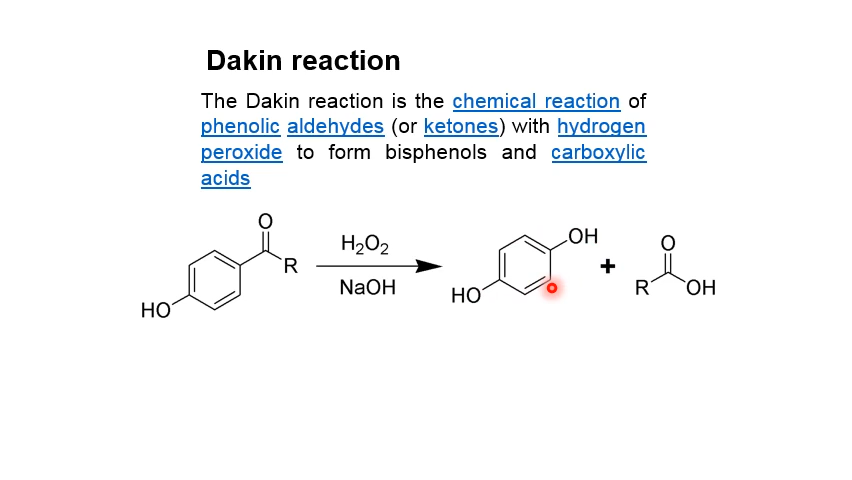 Dakin reaction
The Dakin reaction is the chemical reaction of
phenolic aldehydes (or ketones) with hydrogen
peroxide to form bisphenols and carboxylic
acids
O
R
HO
H₂O₂
NaOH
OH
HO
+
O
R
OH